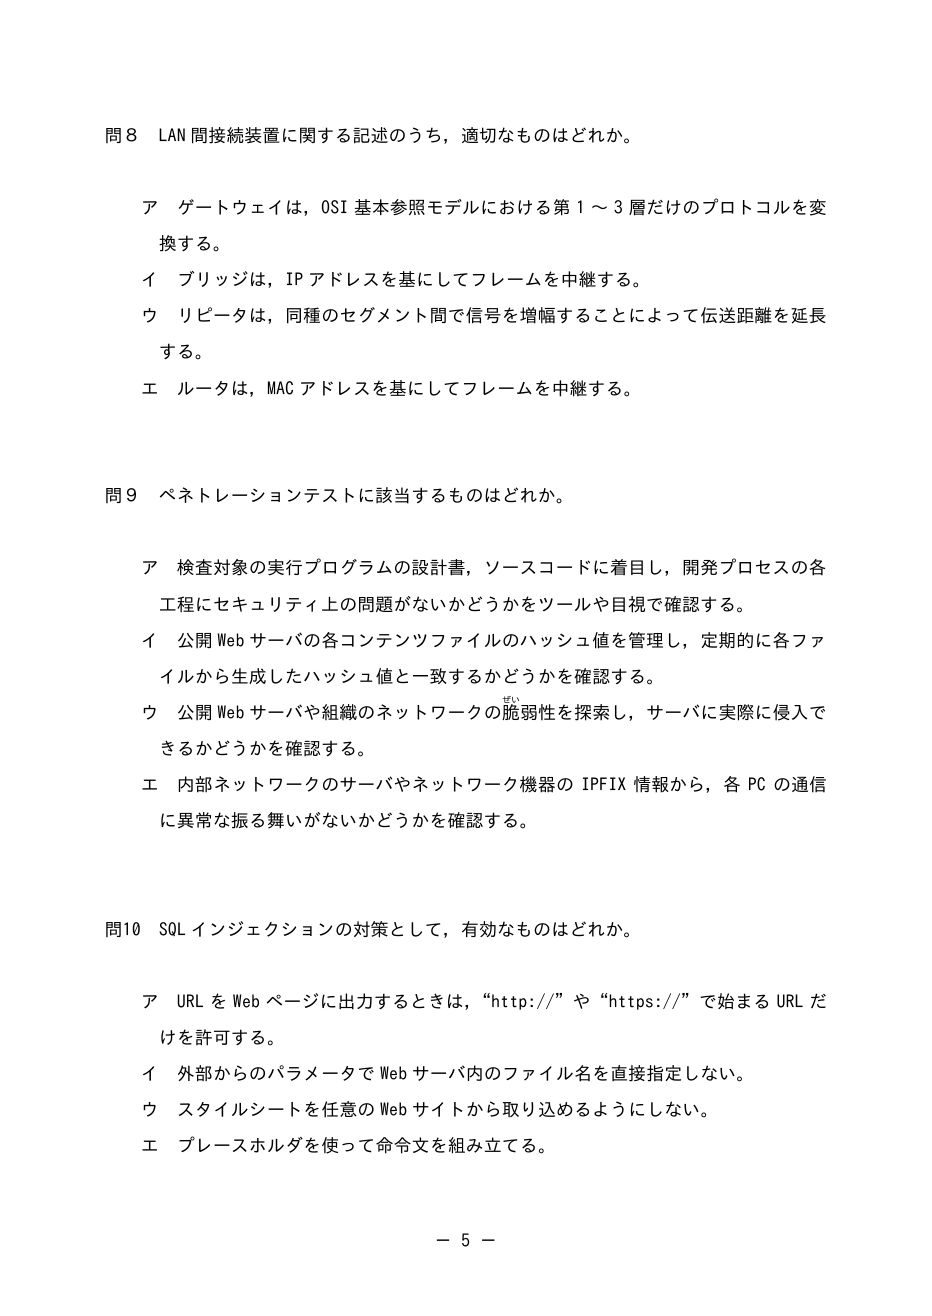 問８　LAN 間接続装置に関する記述のうち，適切なものはどれか。
ア　ゲートウェイは，OSI 基本参照モデルにおける第 1 ～ 3 層だけのプロトコルを変
換する。
イ　ブリッジは，IP アドレスを基にしてフレームを中継する。
ウ　リピータは，同種のセグメント間で信号を増幅することによって伝送距離を延長
する。
エ　ルータは，MAC アドレスを基にしてフレームを中継する。
問９　ペネトレーションテストに該当するものはどれか。
ア　検査対象の実行プログラムの設計書，ソースコードに着目し，開発プロセスの各
工程にセキュリティ上の問題がないかどうかをツールや目視で確認する。
イ　公開 Web サーバの各コンテンツファイルのハッシュ値を管理し，定期的に各ファ
イルから生成したハッシュ値と一致するかどうかを確認する。
ぜい
ウ　公開 Web サーバや組織のネットワークの脆弱性を探索し，サーバに実際に侵入で
きるかどうかを確認する。
エ　内部ネットワークのサーバやネットワーク機器の IPFIX 情報から，各 PC の通信
に異常な振る舞いがないかどうかを確認する。
問10　SQL インジェクションの対策として，有効なものはどれか。
ア　URL を Web ページに出力するときは，“http://” や “https://” で始まる URL だ
けを許可する。
イ　外部からのパラメータで Web サーバ内のファイル名を直接指定しない。
ウ　スタイルシートを任意の Web サイトから取り込めるようにしない。
エ　プレースホルダを使って命令文を組み立てる。
－ 5 －